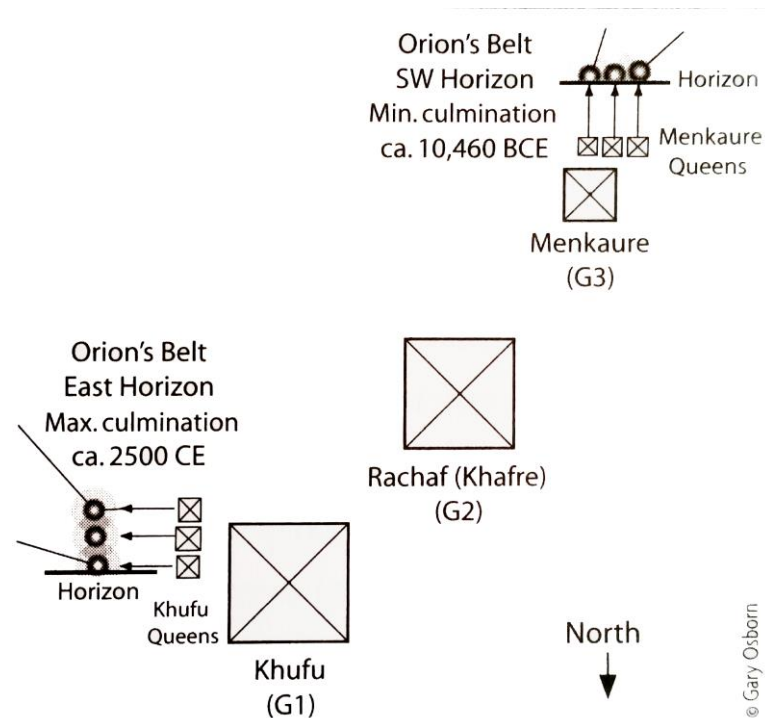 Orion's Belt
SW Horizon
Min. culmination
ca. 10,460 BCE
Horizon
Menkaure
Queens
Menkaure
(G3)
Orion's Belt
East Horizon
Max. culmination
ca. 2500 CE
Rachaf (Khafre)
(G2)
Horizon
Khufu
Queens
Khufu
(G1)
North
© Gary Osborn